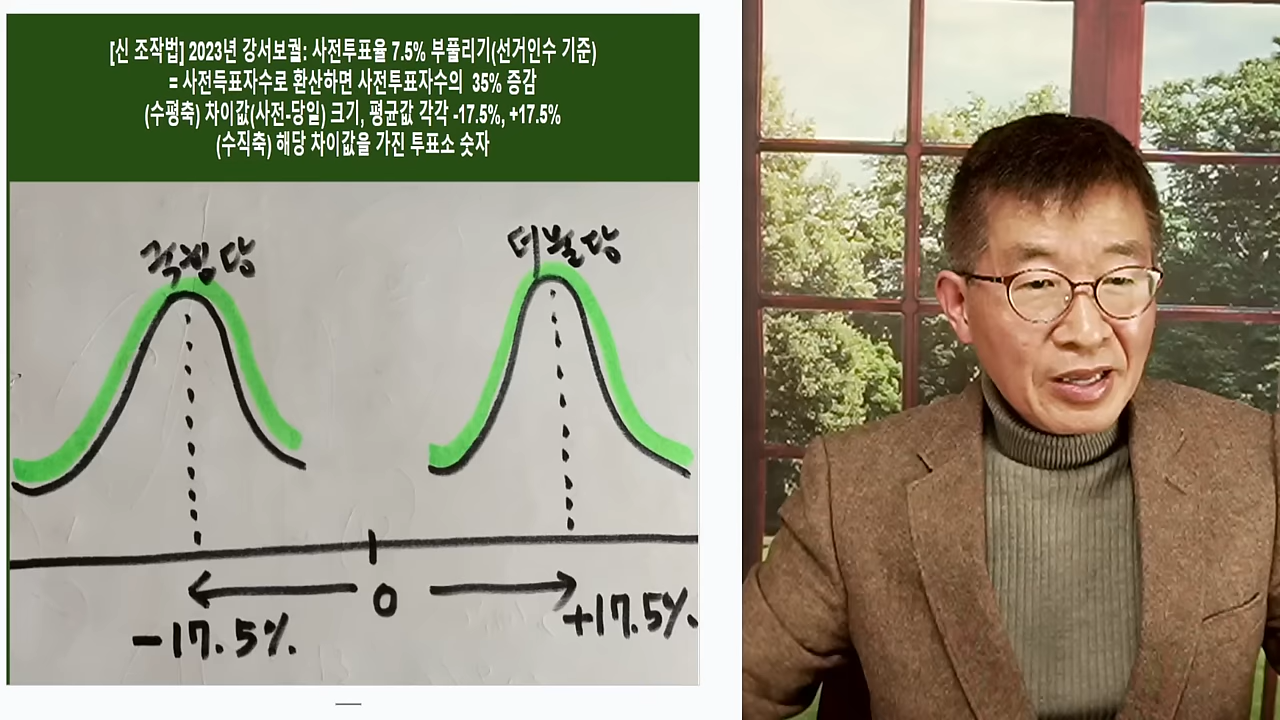 [신 조작법] 2023년 강서보궐: 사전투표율 7.5% 부풀리기(선거인수 기준)
= 사전득표자수로 환산하면 사전투표자수의 35% 증감
(수평축) 차이값(사전-당일) 크기, 평균값 각각 -17.5%, +17.5%
(수직축) 해당 차이값을 가진 투표소 숫자
국힘당
더불당
0
-17.5%.
+17.5%.